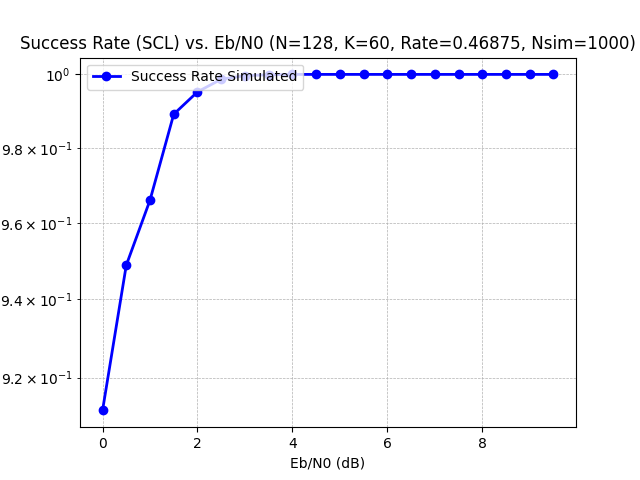 Success Rate (SCL) vs. Eb/N0 (N=128, K=60, Rate=0.46875, Nsim=1000)
Success Rate Simulated
10⁰
9.8 × 10⁻¹
9.6 × 10⁻¹
9.4 × 10⁻¹
9.2 × 10⁻¹
0 2 4 6 8
Eb/N0 (dB)